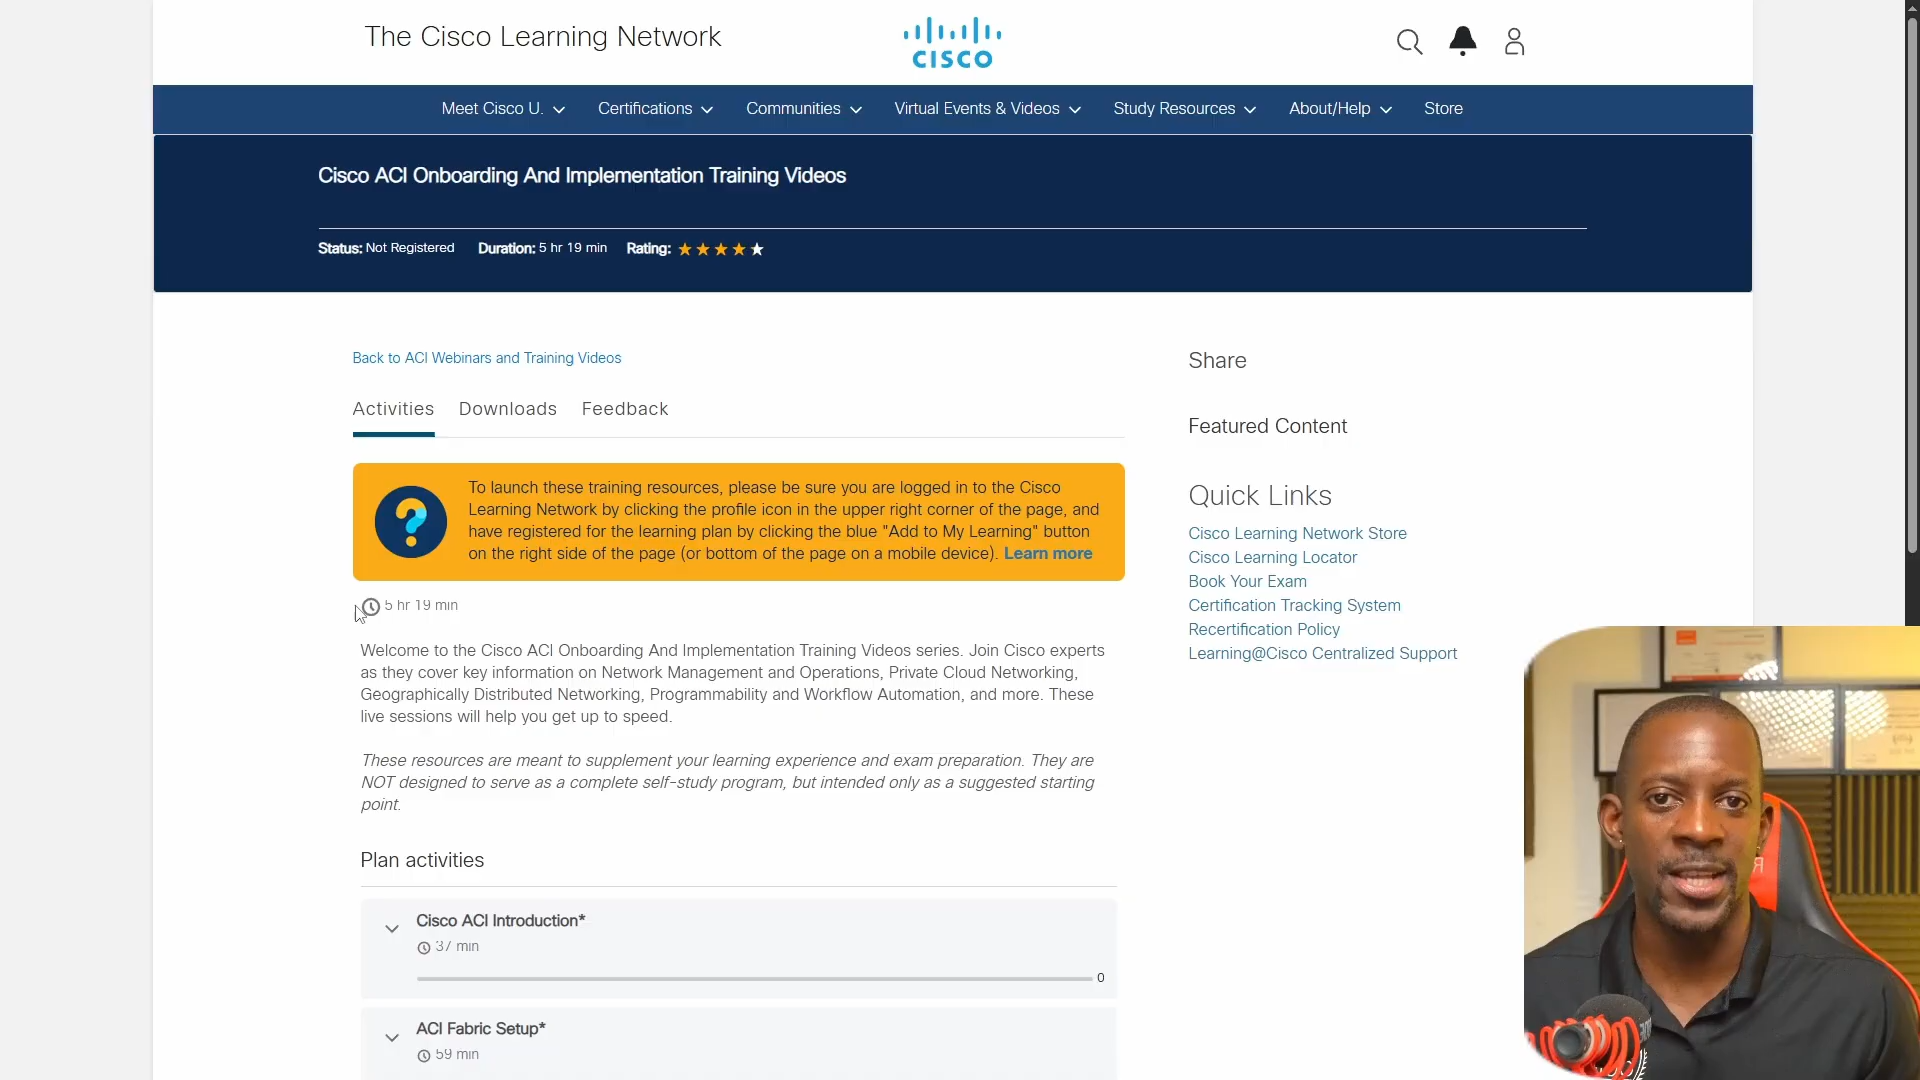 The Cisco Learning Network
CISCO
Meet Cisco U.
Certifications
Communities
Virtual Events & Videos
Study Resources
About/Help
Store
Cisco ACI Onboarding And Implementation Training Videos
Status: Not Registered
Duration: 5 hr 19 min
Rating:
Back to ACI Webinars and Training Videos
Activities
Downloads
Feedback
To launch these training resources, please be sure you are logged in to the Cisco
Learning Network by clicking the profile icon in the upper right corner of the page, and
have registered for the learning plan by clicking the blue "Add to My Learning" button
on the right side of the page (or bottom of the page on a mobile device). Learn more
5 hr 19 min
Welcome to the Cisco ACI Onboarding And Implementation Training Videos series. Join Cisco experts
as they cover key information on Network Management and Operations, Private Cloud Networking,
Geographically Distributed Networking, Programmability and Workflow Automation, and more. These
live sessions will help you get up to speed.
These resources are meant to supplement your learning experience and exam preparation. They are
NOT designed to serve as a complete self-study program, but intended only as a suggested starting
point.
Plan activities
Cisco ACI Introduction*
37 min
0
ACI Fabric Setup*
59 min
Share
Featured Content
Quick Links
Cisco Learning Network Store
Cisco Learning Locator
Book Your Exam
Certification Tracking System
Recertification Policy
Learning@Cisco Centralized Support